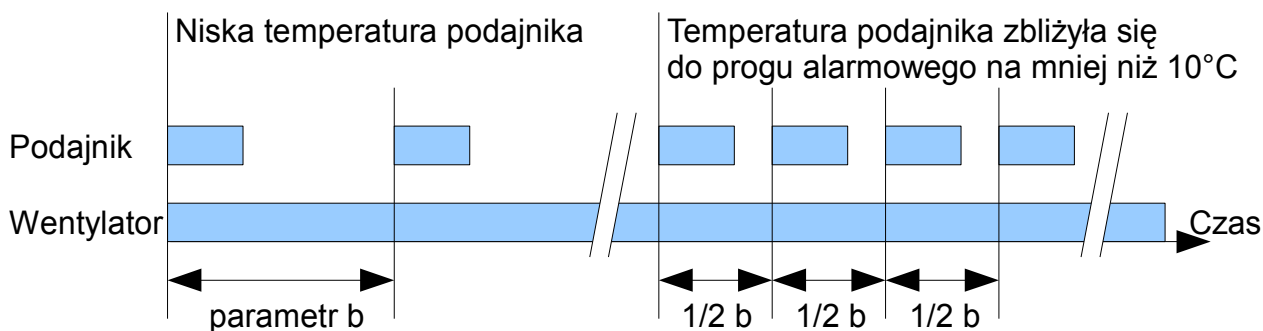 Niska temperatura podajnika
Temperatura podajnika zbliżyła się
do progu alarmowego na mniej niż 10°C
Podajnik
Wentylator
Czas
parametr b
1/2 b
1/2 b
1/2 b